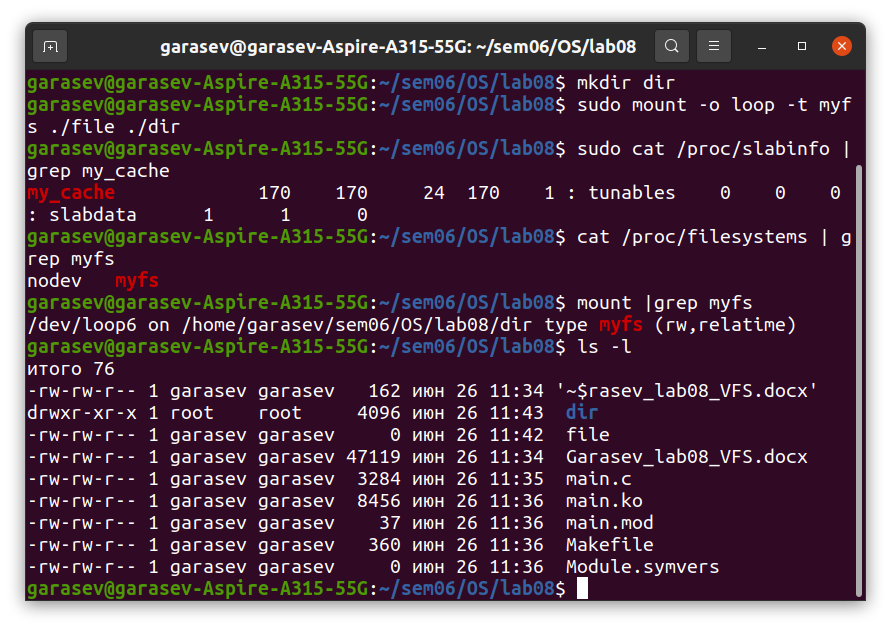 garasev@garasev-Aspire-A315-55G: ~/sem06/OS/lab08
garasev@garasev-Aspire-A315-55G:~/sem06/OS/lab08$ mkdir dir
garasev@garasev-Aspire-A315-55G:~/sem06/OS/lab08$ sudo mount -o loop -t myf
s ./file ./dir
garasev@garasev-Aspire-A315-55G:~/sem06/OS/lab08$ sudo cat /proc/slabinfo |
grep my_cache
my_cache             170    170     24  170    1 : tunables    0    0    0
: slabdata      1      1      0
garasev@garasev-Aspire-A315-55G:~/sem06/OS/lab08$ cat /proc/filesystems | g
rep myfs
nodev   myfs
garasev@garasev-Aspire-A315-55G:~/sem06/OS/lab08$ mount |grep myfs
/dev/loop6 on /home/garasev/sem06/OS/lab08/dir type myfs (rw,relatime)
garasev@garasev-Aspire-A315-55G:~/sem06/OS/lab08$ ls -l
итого 76
-rw-rw-r-- 1 garasev garasev   162 июн 26 11:34 '~$rasev_lab08_VFS.docx'
drwxr-xr-x 1 root    root     4096 июн 26 11:43  dir
-rw-rw-r-- 1 garasev garasev     0 июн 26 11:42  file
-rw-rw-r-- 1 garasev garasev 47119 июн 26 11:34  Garasev_lab08_VFS.docx
-rw-rw-r-- 1 garasev garasev  3284 июн 26 11:35  main.c
-rw-rw-r-- 1 garasev garasev  8456 июн 26 11:36  main.ko
-rw-rw-r-- 1 garasev garasev    37 июн 26 11:36  main.mod
-rw-rw-r-- 1 garasev garasev   360 июн 26 11:36  Makefile
-rw-rw-r-- 1 garasev garasev     0 июн 26 11:36  Module.symvers
garasev@garasev-Aspire-A315-55G:~/sem06/OS/lab08$